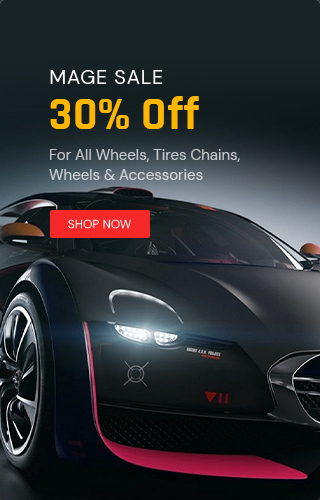 MAGE SALE
30% Off
For All Wheels, Tires Chains,
Wheels & Accessories
SHOP NOW